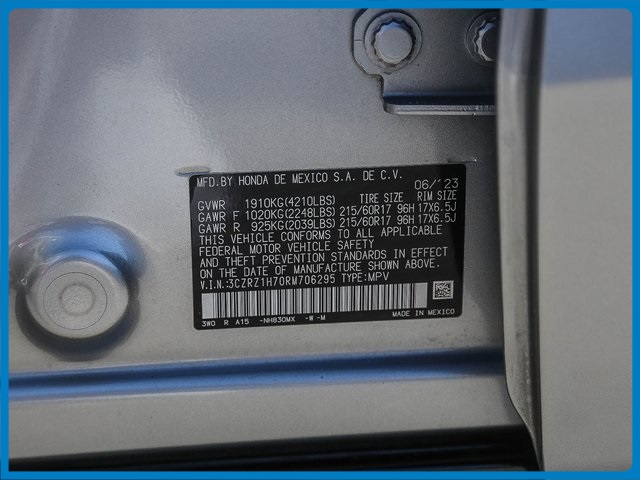 MFD.BY HONDA DE MEXICO S.A. DE C.V.
06/'23
GVWR 1910KG(4210LBS) TIRE SIZE RIM SIZE
GAWR F 1020KG(2248LBS) 215/60R17 96H 17X6.5J
GAWR R 925KG(2039LBS) 215/60R17 96H 17X6.5J
THIS VEHICLE CONFORMS TO ALL APPLICABLE
FEDERAL MOTOR VEHICLE SAFETY
AND THEFT PREVENTION STANDARDS IN EFFECT
ON THE DATE OF MANUFACTURE SHOWN ABOVE.
V.I.N.:3CZRZ1H70RM706295 TYPE:MPV
3W0 R A15 -NH830MX -W -M MADE IN MEXICO